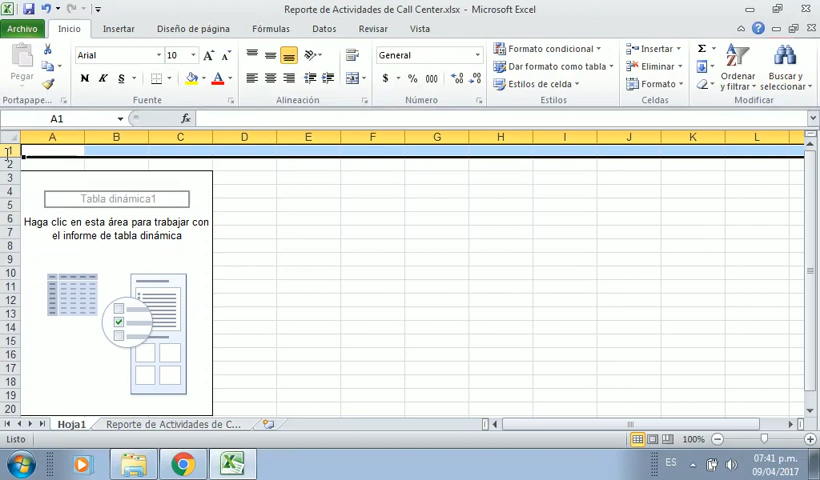 Reporte de Actividades de Call Center.xlsx - Microsoft Excel
Archivo Inicio Insertar Diseño de página Fórmulas Datos Revisar Vista
Pegar
Arial 10
N K S
General
$ % 000
Formato condicional
Dar formato como tabla
Estilos de celda
Insertar
Eliminar
Formato
Ordenar y filtrar
Buscar y seleccionar
Portapape... Fuente Alineación Número Estilos Celdas Modificar
A1 fx
A B C D E F G H I J K L
1
2
3
4 Tabla dinámica1
5
6 Haga clic en esta área para trabajar con
7 el informe de tabla dinámica
8
9
10
11
12
13
14
15
16
17
18
19
20
Hoja1 Reporte de Actividades de C...
Listo 100%
ES 07:41 p.m.
09/04/2017